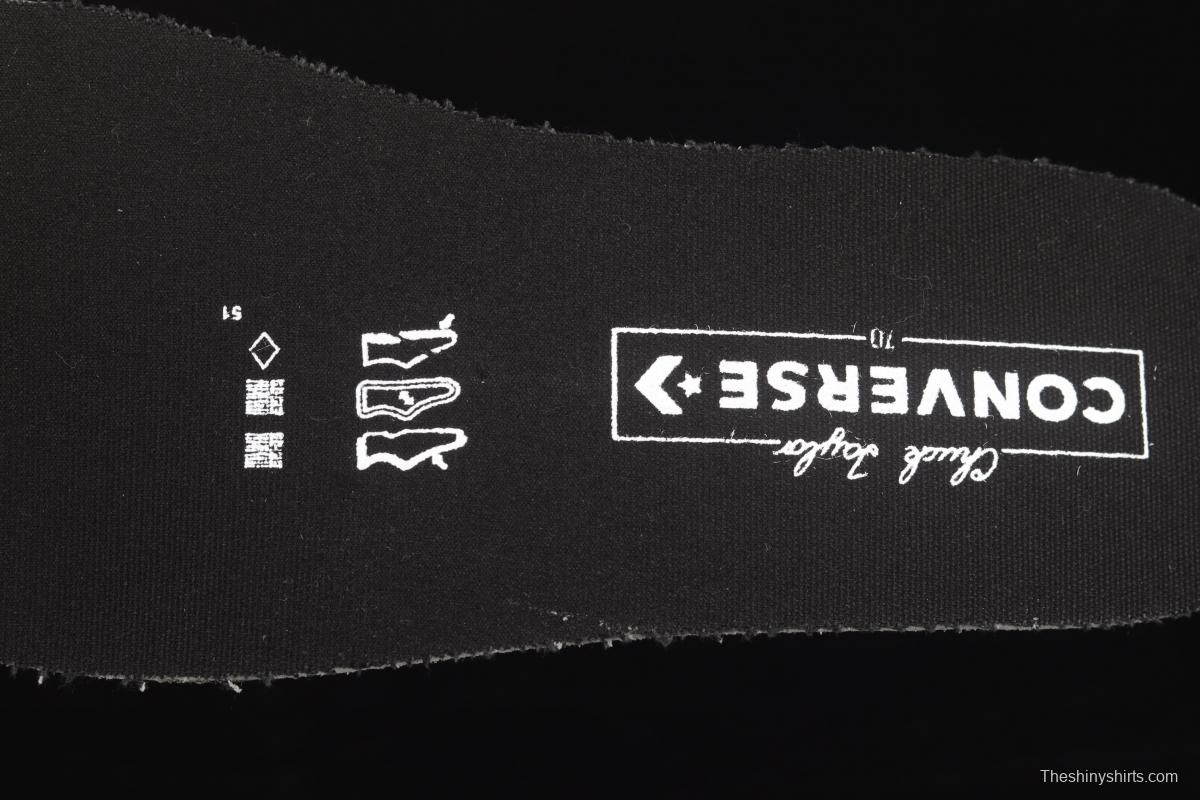 Chuck Taylor
CONVERSE
70
51
Theshinyshirts.com